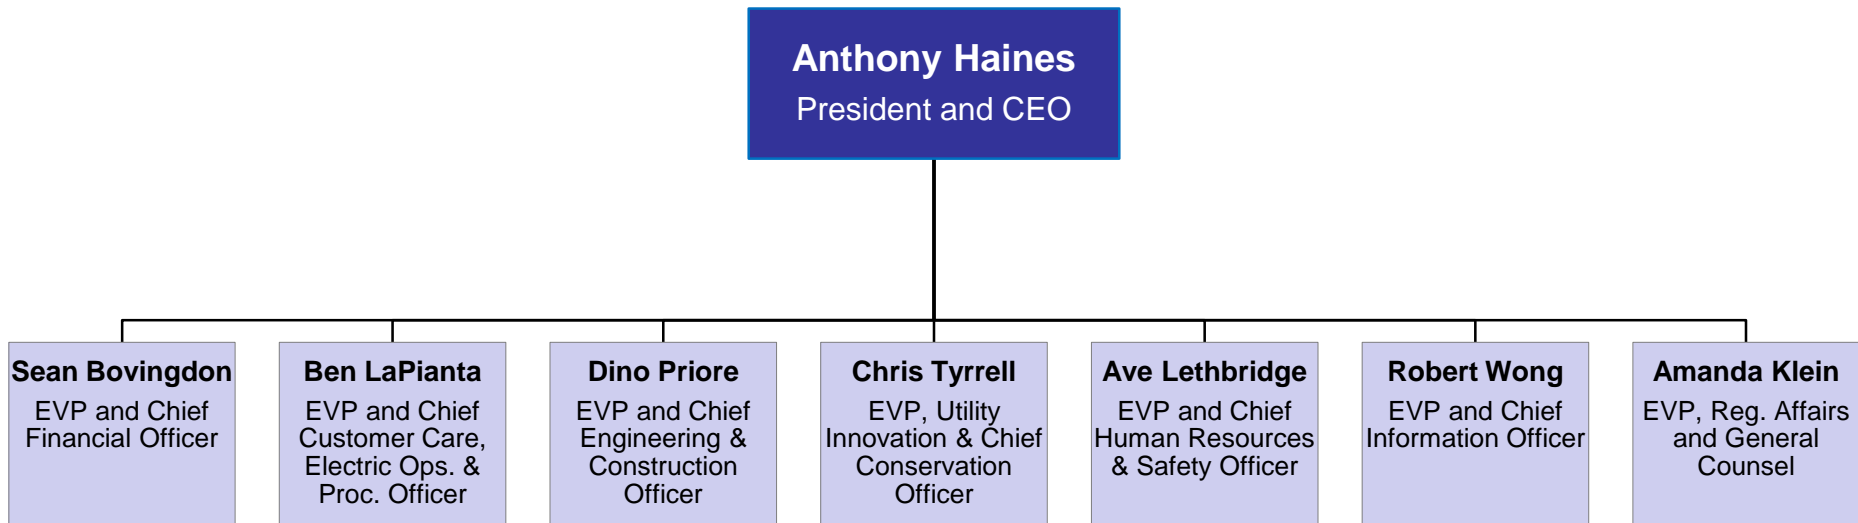 Anthony Haines
President and CEO
Sean Bovingdon
EVP and Chief
Financial Officer
Ben LaPianta
EVP and Chief
Customer Care,
Electric Ops. &
Proc. Officer
Dino Priore
EVP and Chief
Engineering &
Construction
Officer
Chris Tyrrell
EVP, Utility
Innovation & Chief
Conservation
Officer
Ave Lethbridge
EVP and Chief
Human Resources
& Safety Officer
Robert Wong
EVP and Chief
Information Officer
Amanda Klein
EVP, Reg. Affairs
and General
Counsel